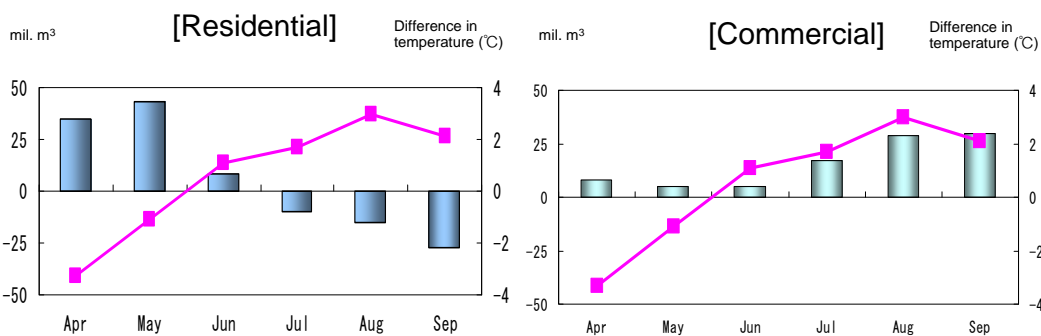 mil. m³
[Residential]
Difference in
temperature (℃)
50
25
0
-25
-50
4
2
0
-2
-4
Apr May Jun Jul Aug Sep
mil. m³
[Commercial]
Difference in
temperature (℃)
50
25
0
-25
-50
4
2
0
-2
-4
Apr May Jun Jul Aug Sep